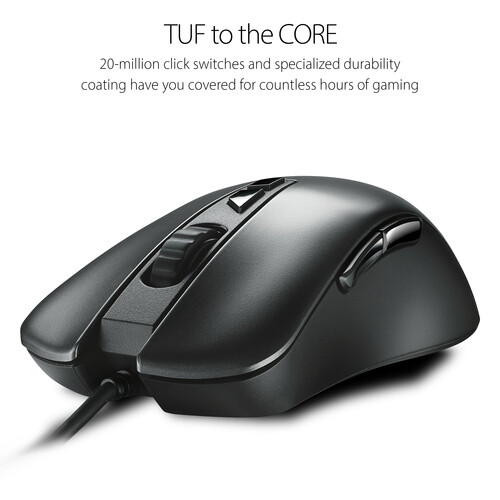 TUF to the CORE
20-million click switches and specialized durability
coating have you covered for countless hours of gaming